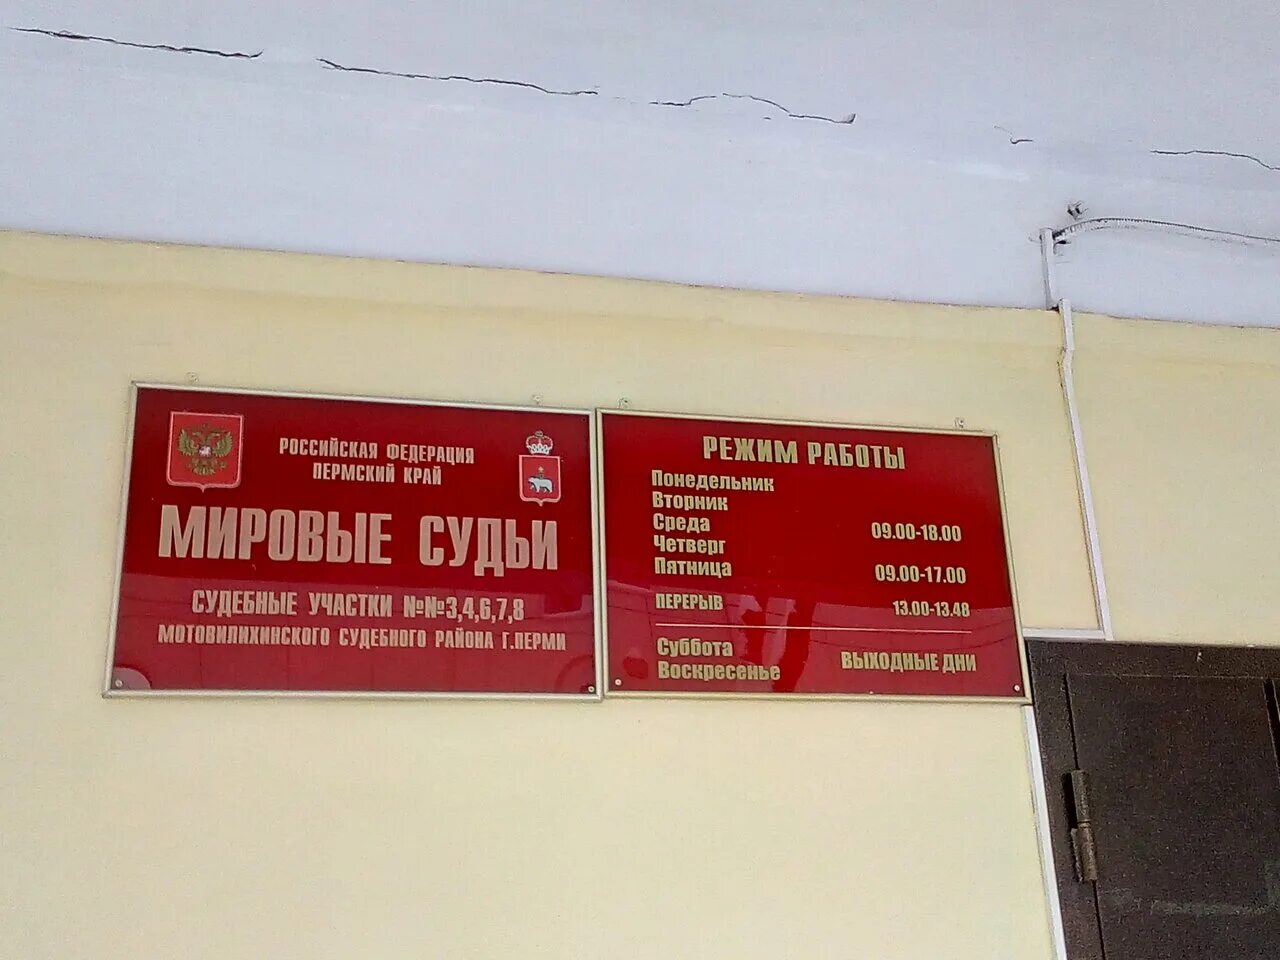 РОССИЙСКАЯ ФЕДЕРАЦИЯ
ПЕРМСКИЙ КРАЙ
МИРОВЫЕ СУДЬИ
СУДЕБНЫЕ УЧАСТКИ №№3,4,6,7,8
МОТОВИЛИХИНСКОГО СУДЕБНОГО РАЙОНА Г.ПЕРМИ
РЕЖИМ РАБОТЫ
Понедельник
Вторник
Среда 09.00-18.00
Четверг
Пятница 09.00-17.00
ПЕРЕРЫВ 13.00-13.48
Суббота
Воскресенье ВЫХОДНЫЕ ДНИ